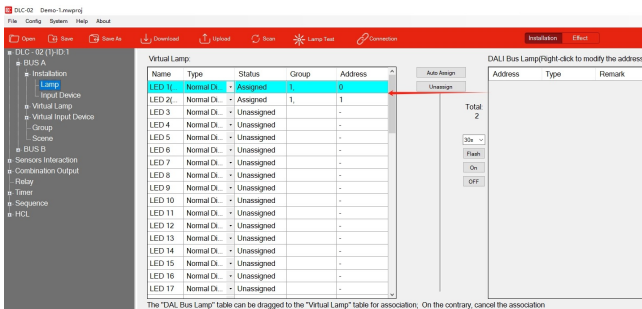 DLC-02 Demo-1.mwproj
File Config System Help About
Open Save Save As Download Upload Scan Lamp Test Connection Installation Effect
DLC - 02 (1)-ID:1
BUS A
Installation
Lamp
Input Device
Virtual Lamp
Virtual Input Device
Group
Scene
BUS B
Sensors Interaction
Combination Output
Relay
Timer
Sequence
HCL
Virtual Lamp:
Name Type Status Group Address
LED 1(... Normal Di... Assigned 1, 0
LED 2(... Normal Di... Assigned 1, 1
LED 3 Normal Di... Unassigned -
LED 4 Normal Di... Unassigned -
LED 5 Normal Di... Unassigned -
LED 6 Normal Di... Unassigned -
LED 7 Normal Di... Unassigned -
LED 8 Normal Di... Unassigned -
LED 9 Normal Di... Unassigned -
LED 10 Normal Di... Unassigned -
LED 11 Normal Di... Unassigned -
LED 12 Normal Di... Unassigned -
LED 13 Normal Di... Unassigned -
LED 14 Normal Di... Unassigned -
LED 15 Normal Di... Unassigned -
LED 16 Normal Di... Unassigned -
LED 17 Normal Di... Unassigned -
Auto Assign
Unassign
Total:
2
30s
Flash
On
OFF
DALI Bus Lamp(Right-click to modify the address
Address Type Remark
The "DAL Bus Lamp" table can be dragged to the "Virtual Lamp" table for association; On the contrary, cancel the association